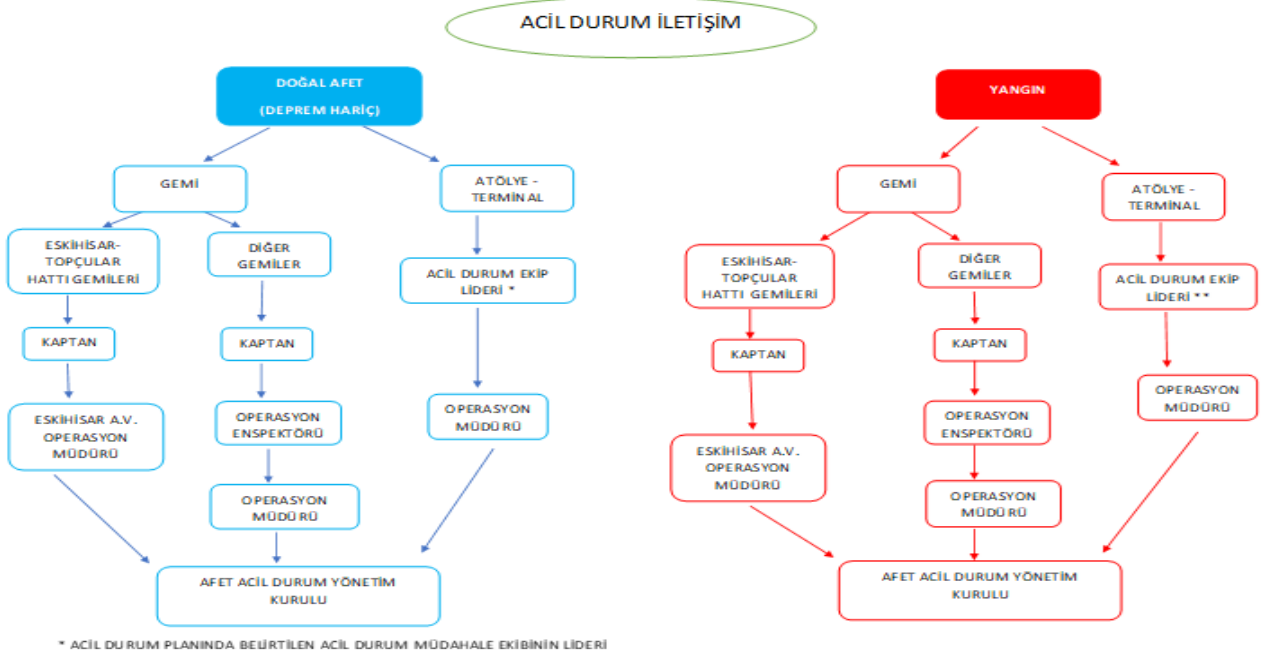 ACİL DURUM İLETİŞİM
DOĞAL AFET
(DEPREM HARİÇ)
GEMİ
ATÖLYE -
TERMİNAL
ESKİHİSAR-
TOPÇULAR
HATTI GEMİLERİ
DİĞER
GEMİLER
ACİL DURUM EKİP
LİDERİ *
KAPTAN
KAPTAN
ESKİHİSAR A.V.
OPERASYON
MÜDÜRÜ
OPERASYON
ENSPEKTÖRÜ
OPERASYON
MÜDÜRÜ
OPERASYON
MÜDÜRÜ
AFET ACİL DURUM YÖNETİM
KURULU
* ACİL DURUM PLANINDA BELİRTİLEN ACİL DURUM MÜDAHALE EKİBİNİN LİDERİ
YANGIN
GEMİ
ATÖLYE -
TERMİNAL
ESKİHİSAR-
TOPÇULAR
HATTI GEMİLERİ
DİĞER
GEMİLER
ACİL DURUM EKİP
LİDERİ **
KAPTAN
KAPTAN
OPERASYON
MÜDÜRÜ
ESKİHİSAR A.V.
OPERASYON
MÜDÜRÜ
OPERASYON
ENSPEKTÖRÜ
OPERASYON
MÜDÜRÜ
AFET ACİL DURUM YÖNETİM
KURULU